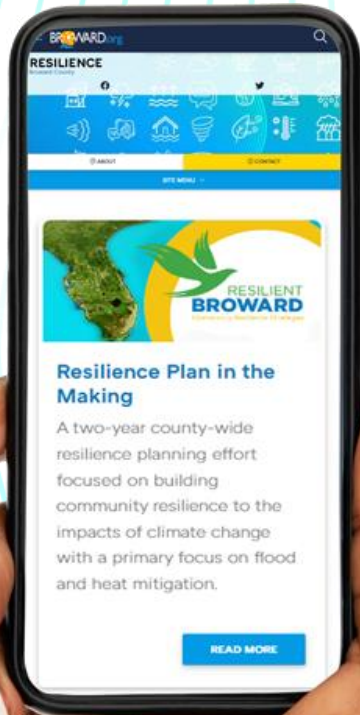 BROWARD.org
RESILIENCE
Broward County
ABOUT
CONTACT
SITE MENU
RESILIENT
BROWARD
Resilience Plan in the
Making
A two-year county-wide
resilience planning effort
focused on building
community resilience to the
impacts of climate change
with a primary focus on flood
and heat mitigation.
READ MORE